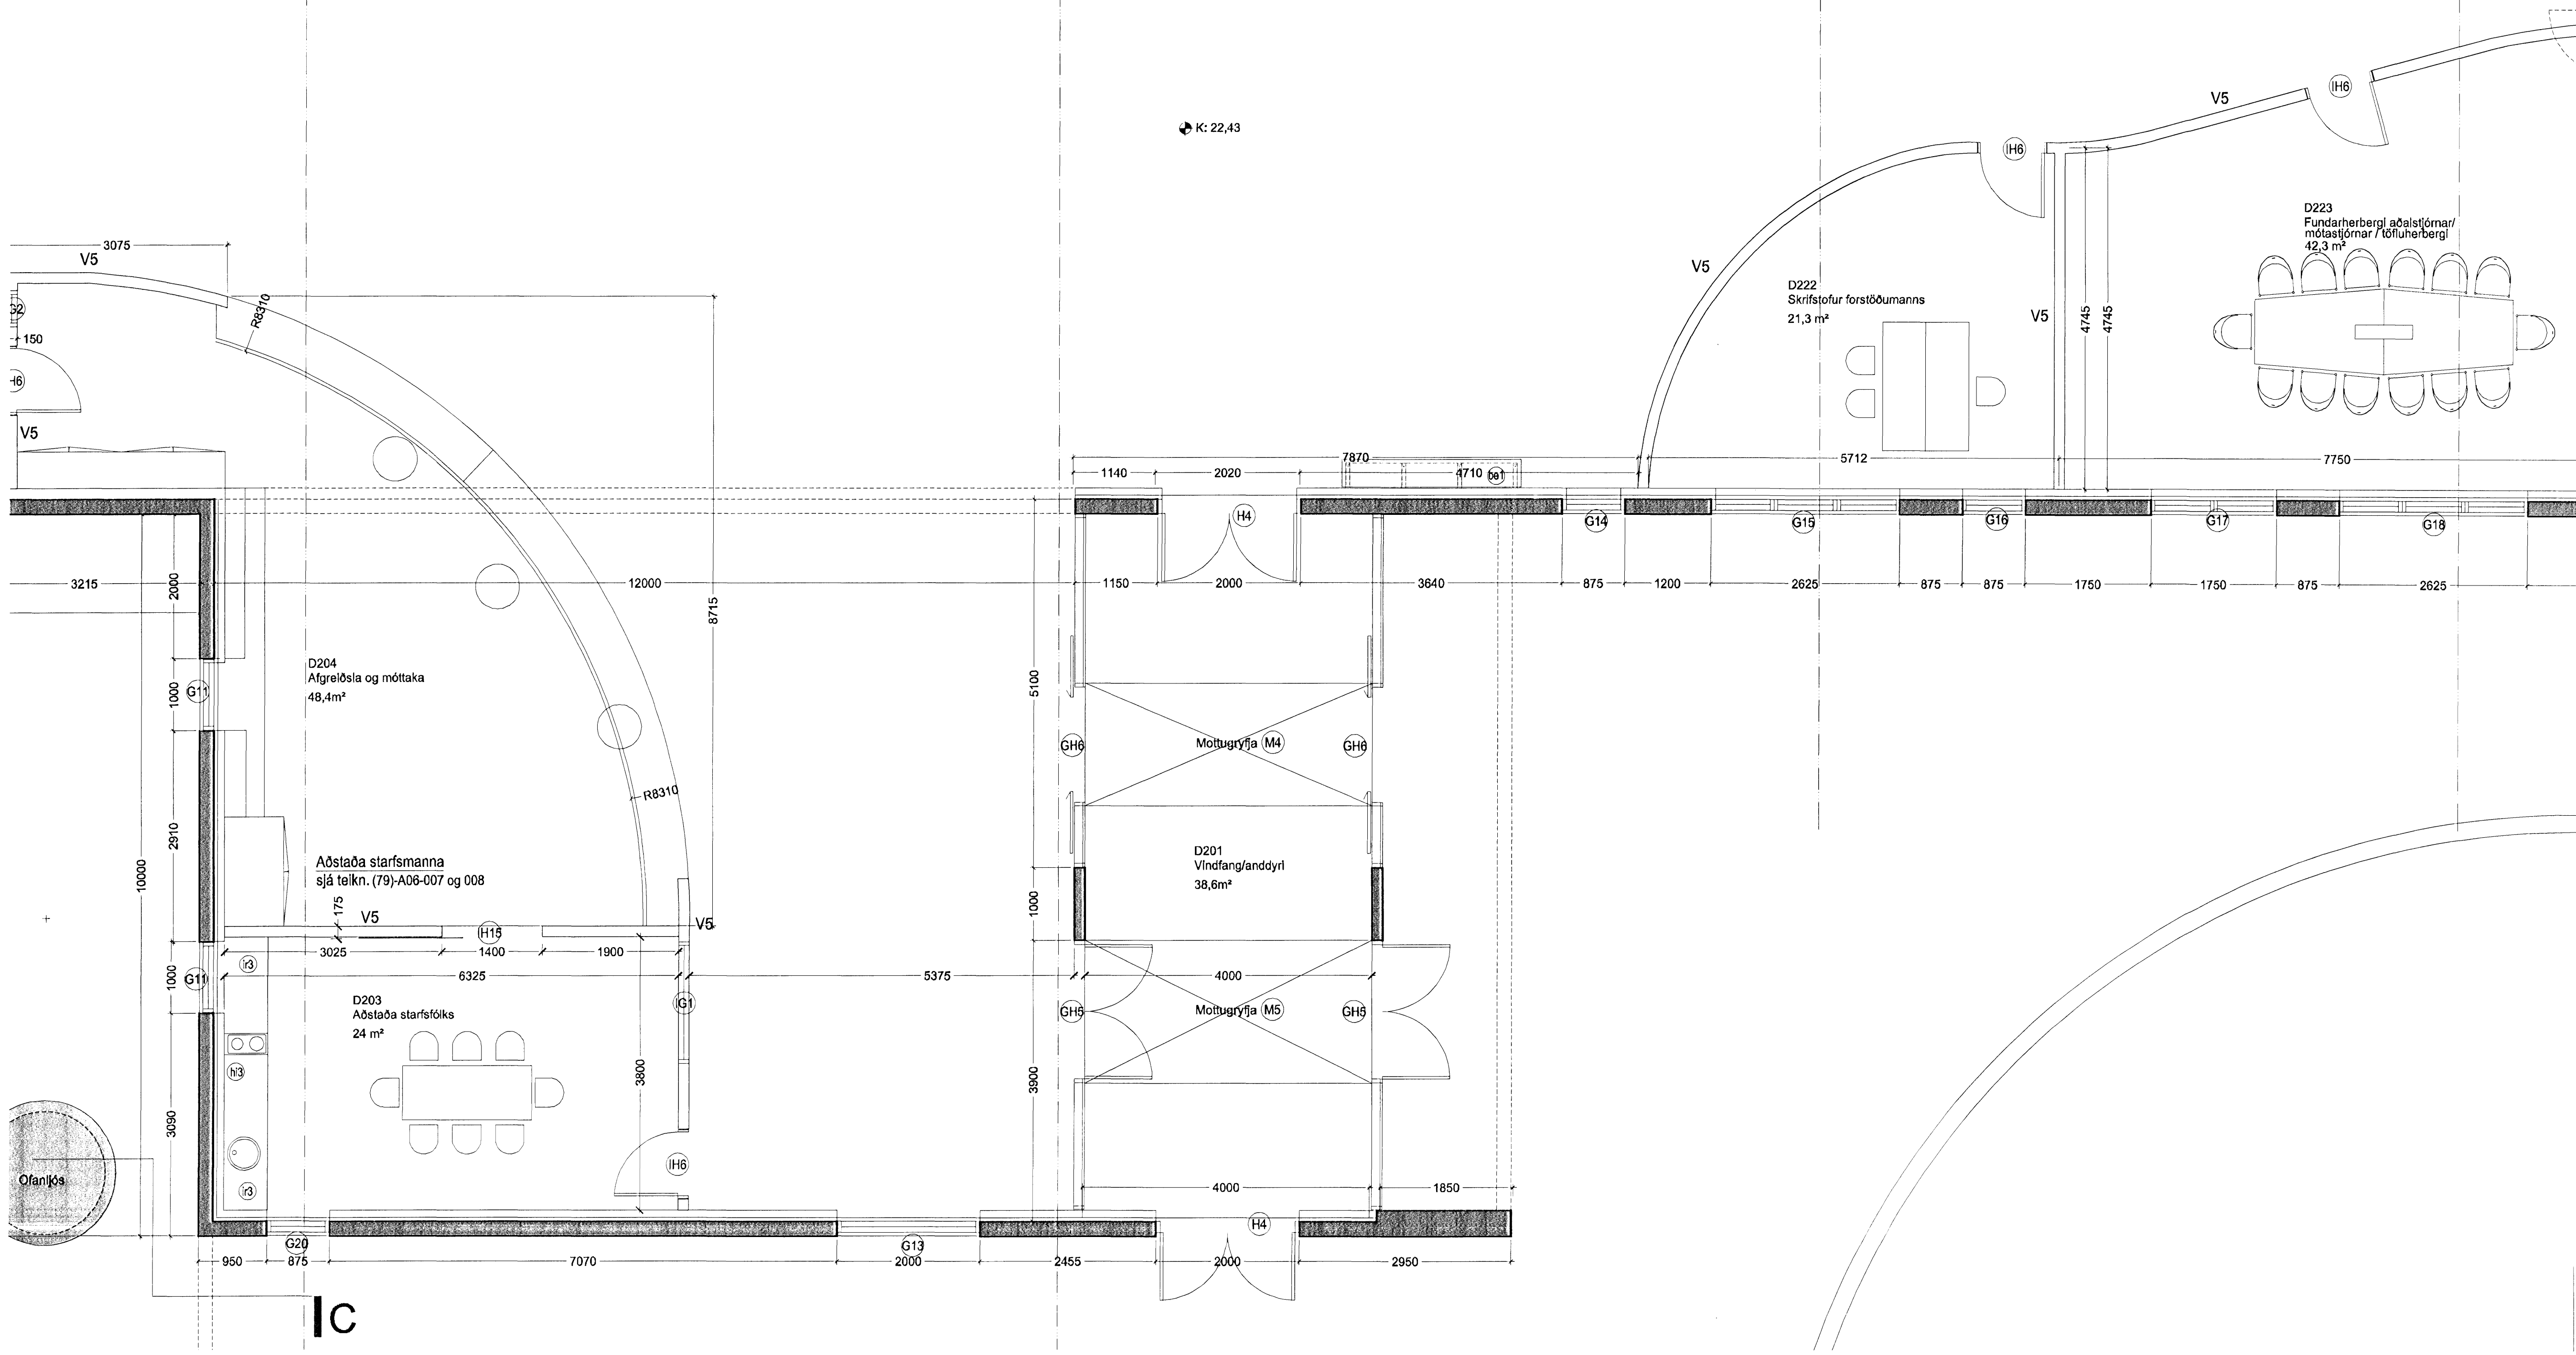 K: 22,43
V5
IH6
IH6
D223
Fundarherbergi aðalstjórnar/
mótastjórnar / töfluherbergi
42,3 m²
3075
V5
R8310
150
V5
V5
D222
Skrifstofur forstöðumanns
21,3 m²
V5
4745
4745
7870
5712
7750
1140
2020
4710
be1
H4
G14
G15
G16
G17
G18
3215
2000
12000
1150
2000
3640
875
1200
2625
875
875
1750
1750
875
2625
8715
D204
Afgreiðsla og móttaka
48,4m²
1000
G11
5100
GH6
Mottugryfja M4
GH6
R8310
2910
10000
Aðstaða starfsmanna
sjá teikn. (79)-A06-007 og 008
D201
Vindfang/anddyri
38,6m²
175
V5
H15
V5
1000
3025
1400
1900
ir3
G11
1000
6325
5375
4000
D203
Aðstaða starfsfólks
24 m²
IG1
GH5
Mottugryfja M5
GH5
hi3
3800
3900
3090
IH6
Ofanljós
ir3
4000
1850
H4
G20
G13
950
875
7070
2000
2455
2000
2950
C